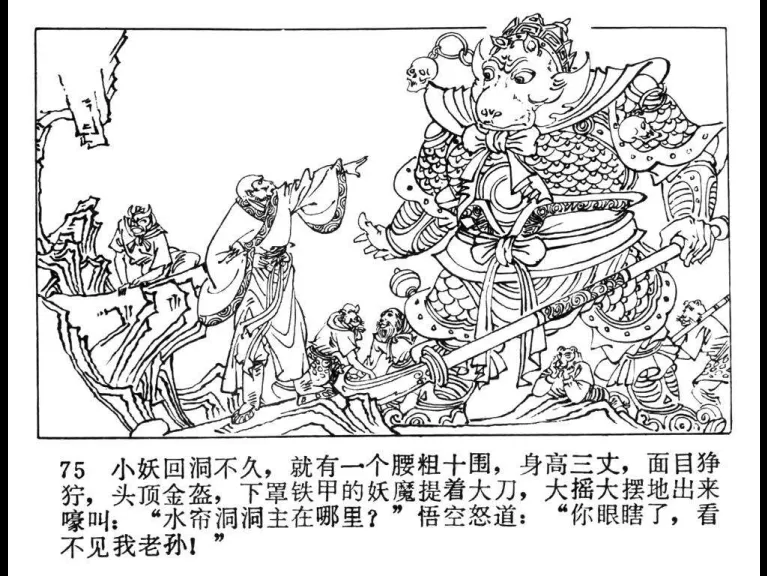 75 小妖回洞不久，就有一个腰粗十围，身高三丈，面目狰
狞，头顶金盔，下罩铁甲的妖魔提着大刀，大摇大摆地出来
嚎叫：“水帘洞洞主在哪里？”悟空怒道：“你眼瞎了，看
不见我老孙！”